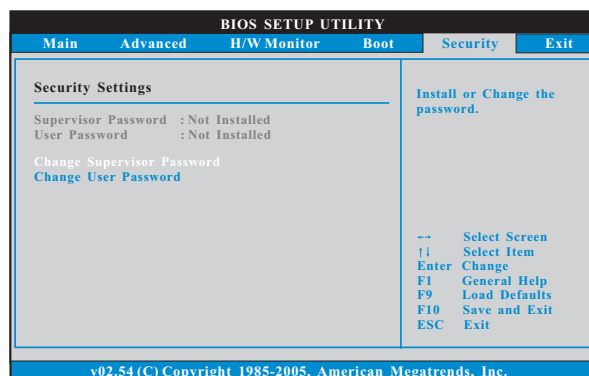 BIOS SETUP UTILITY
Main Advanced H/W Monitor Boot Security Exit
Security Settings
Supervisor Password : Not Installed
User Password : Not Installed
Change Supervisor Password
Change User Password
Install or Change the
password.
←→ Select Screen
↑↓ Select Item
Enter Change
F1 General Help
F9 Load Defaults
F10 Save and Exit
ESC Exit
v02.54 (C) Copyright 1985-2005, American Megatrends, Inc.